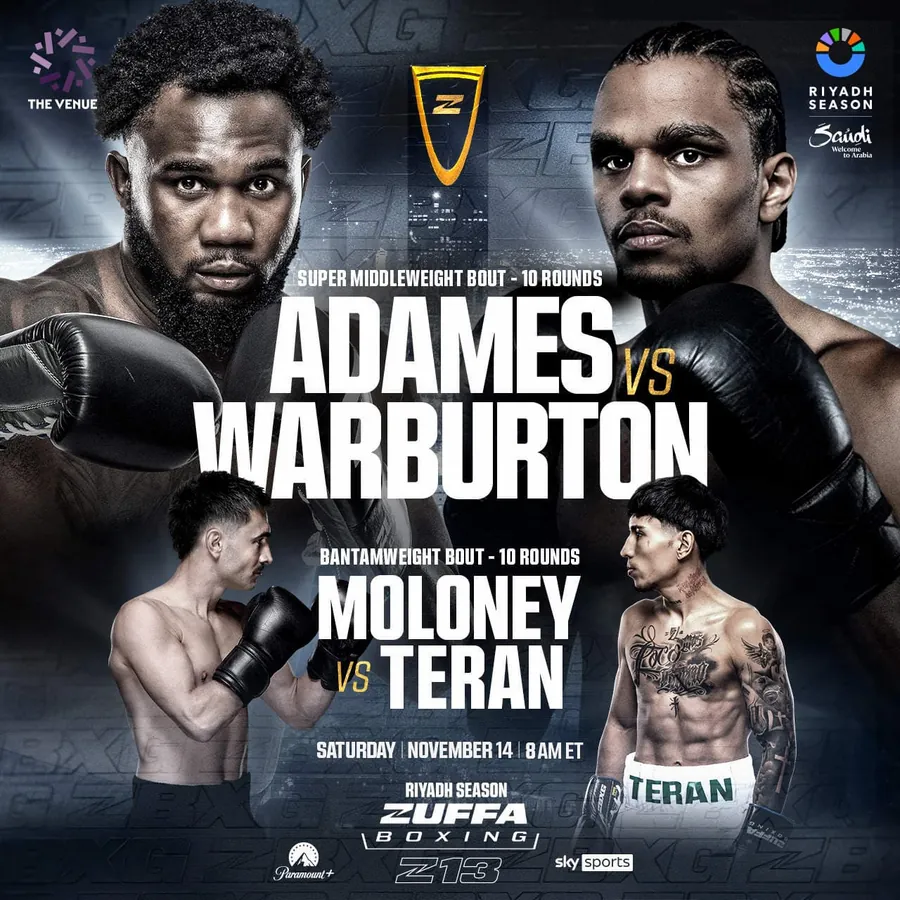 THE VENUE
Z
RIYADH
SEASON
Saudi
Welcome
to Arabia
SUPER MIDDLEWEIGHT BOUT - 10 ROUNDS
ADAMES VS
WARBURTON
BANTAMWEIGHT BOUT - 10 ROUNDS
MOLONEY
VS TERAN
SATURDAY | NOVEMBER 14 | 8 AM ET
TERAN
RIYADH SEASON
ZUFFA
BOXING
Z13
Paramount+
sky sports